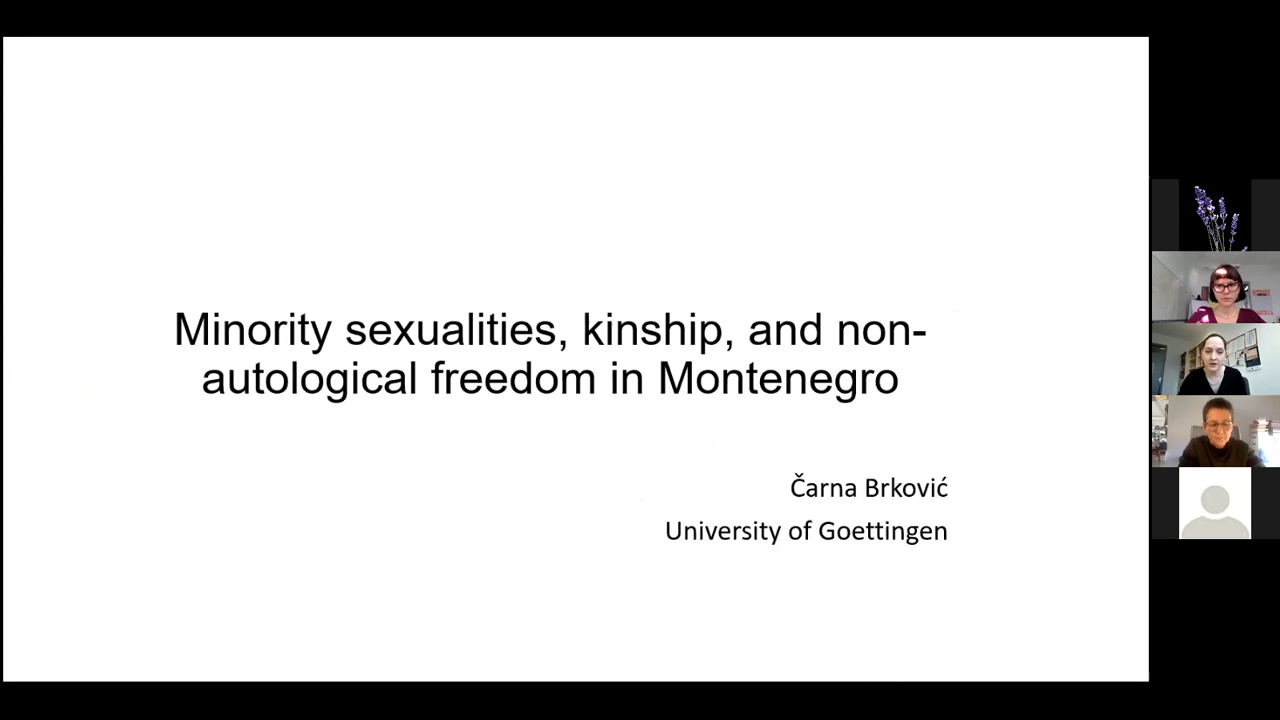 Minority sexualities, kinship, and non-
autological freedom in Montenegro
Čarna Brković
University of Goettingen